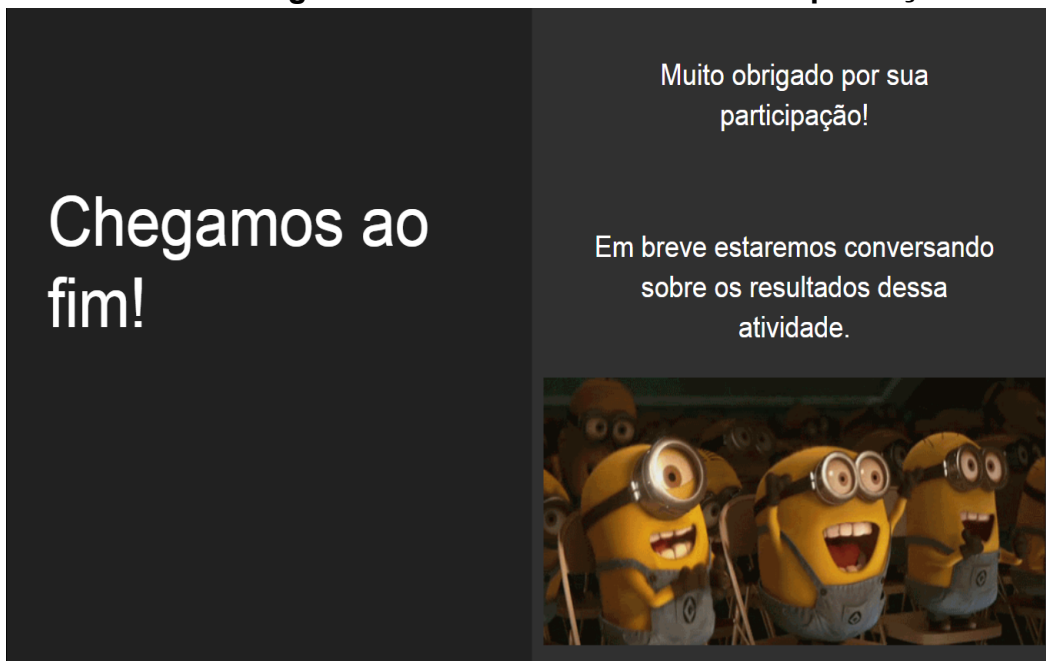 Chegamos ao
fim!
Muito obrigado por sua
participação!
Em breve estaremos conversando
sobre os resultados dessa
atividade.